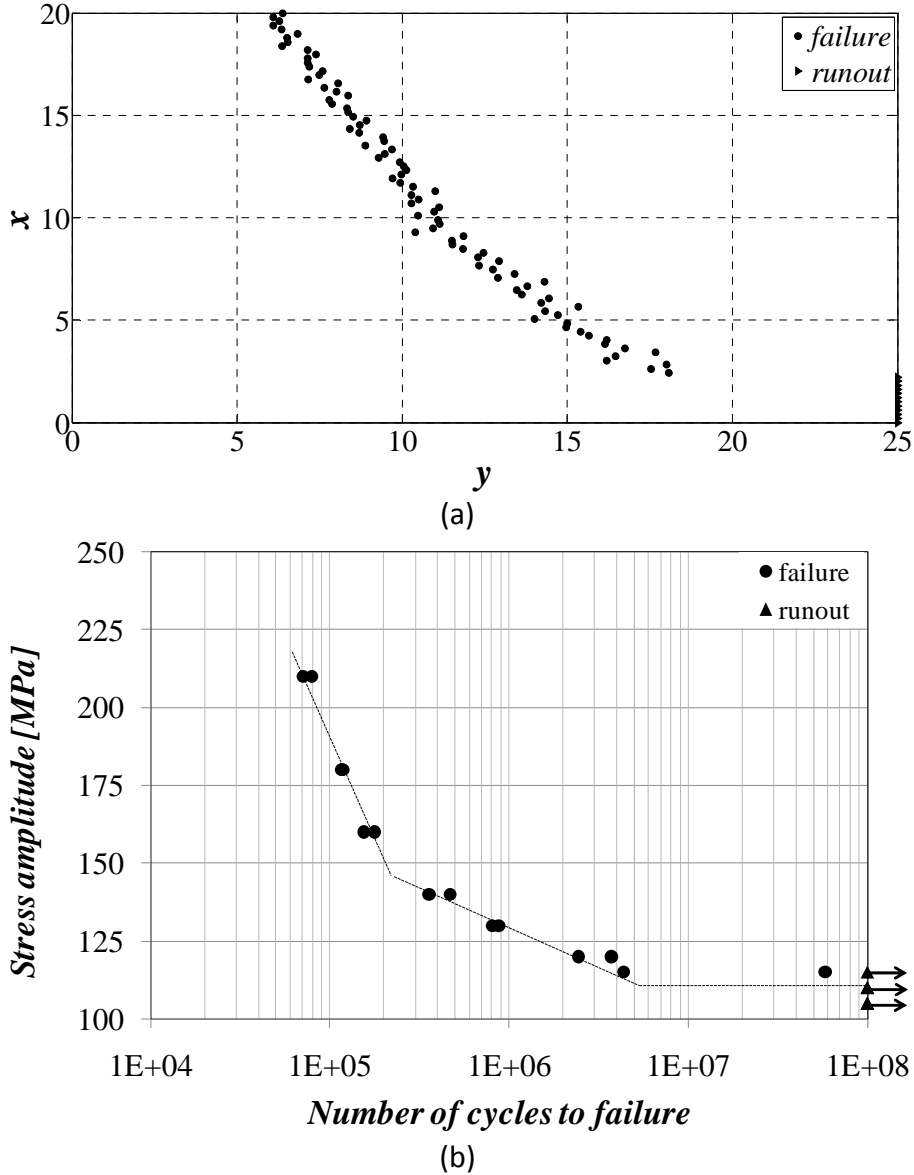 20
failure
runout
15
x
10
5
0
0 5 10 15 20 25
y
(a)
250
failure
runout
225
200
175
150
125
100
Stress amplitude [MPa]
1E+04 1E+05 1E+06 1E+07 1E+08
Number of cycles to failure
(b)